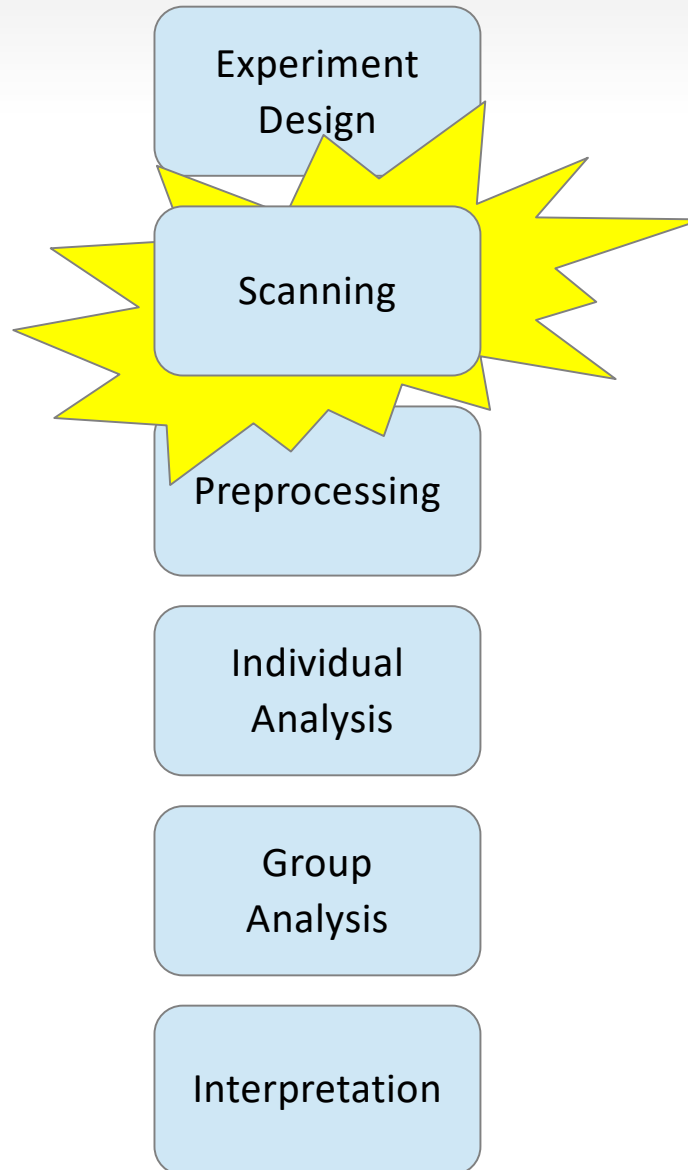 Experiment
Design
Scanning
Preprocessing
Individual
Analysis
Group
Analysis
Interpretation